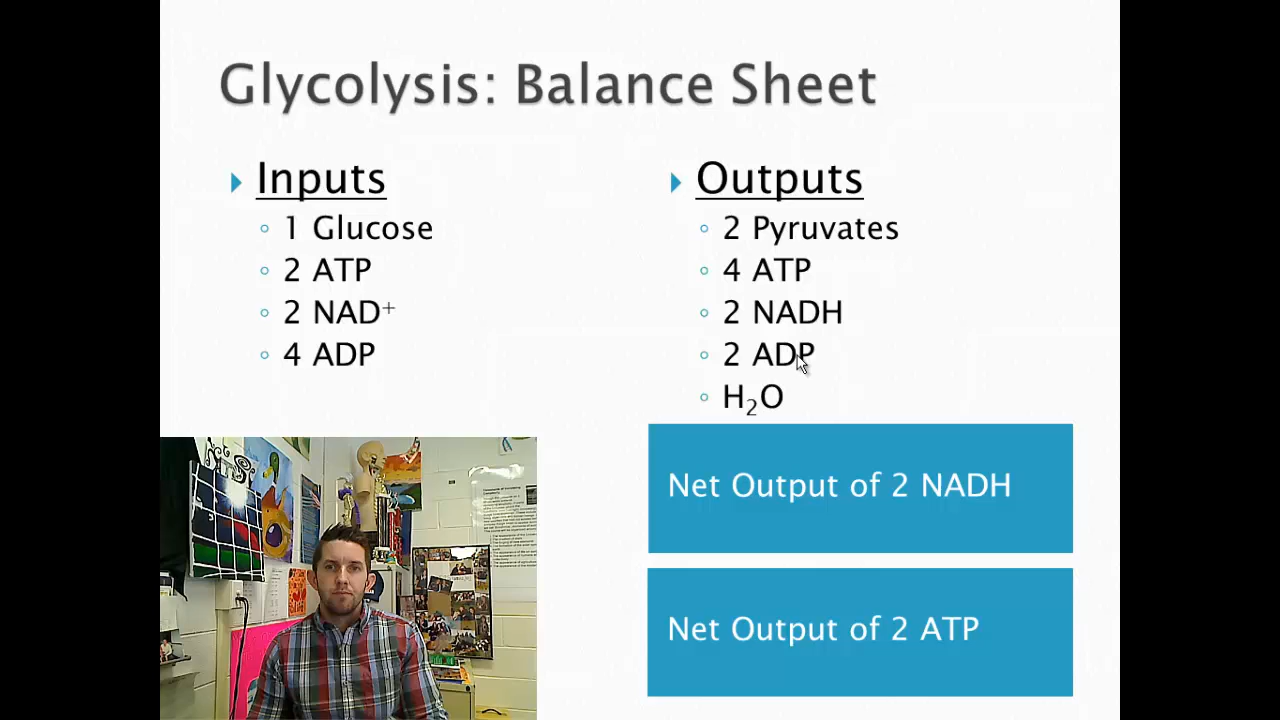 Glycolysis: Balance Sheet
Inputs
1 Glucose
2 ATP
2 NAD⁺
4 ADP
Outputs
2 Pyruvates
4 ATP
2 NADH
2 ADP
H₂O
Net Output of 2 NADH
Net Output of 2 ATP